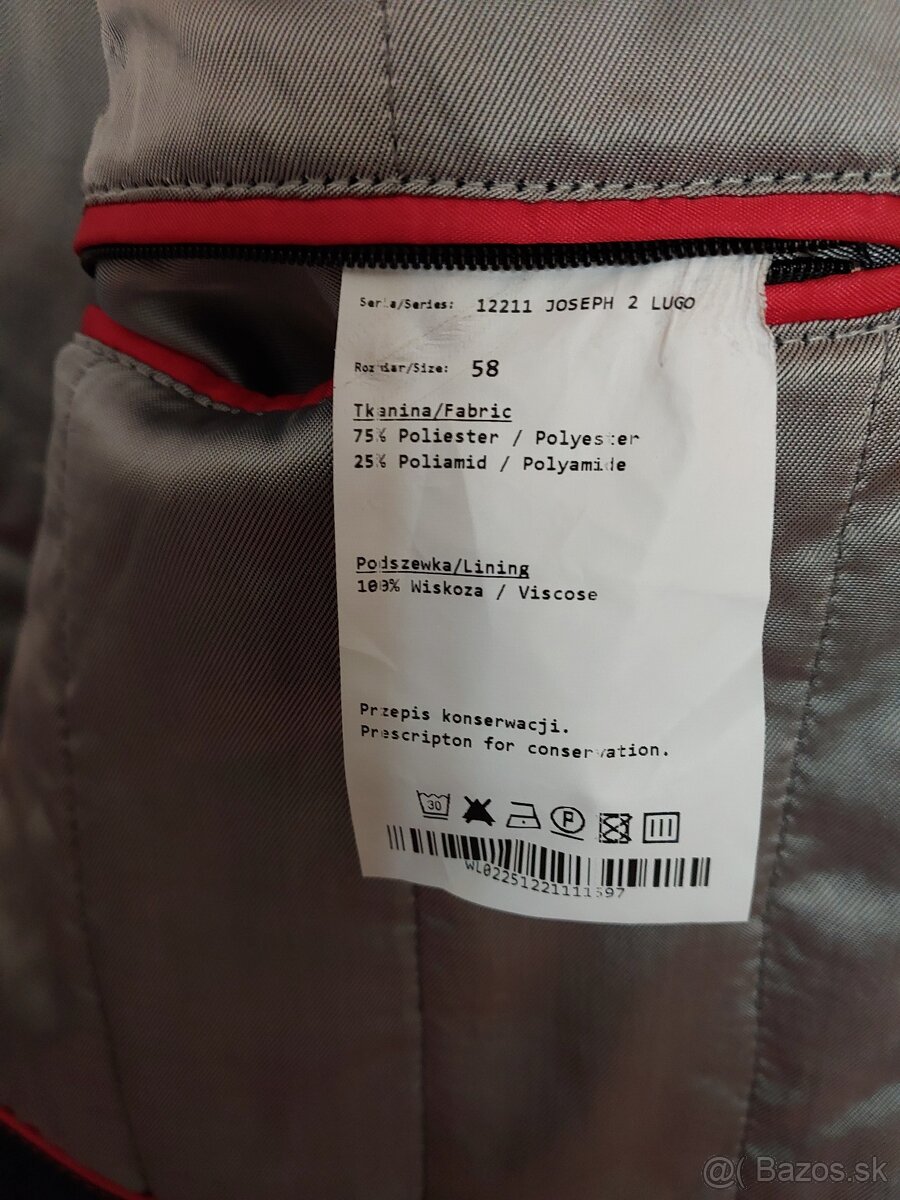 Seria/Series: 12211 JOSEPH 2 LUGO
Rozmiar/Size: 58
Tkanina/Fabric
75% Poliester / Polyester
25% Poliamid / Polyamide
Podszewka/Lining
100% Wiskoza / Viscose
Przepis konserwacji.
Prescripton for conservation.
30 P
WL02251221111597
@( Bazos.sk